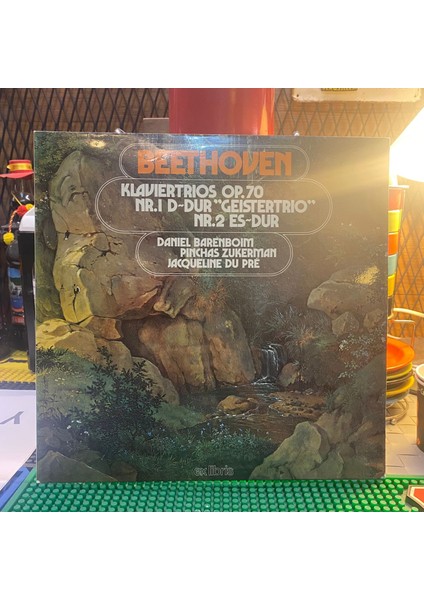 BEETHOVEN
KLAVIERTRIOS OP.70
NR.1 D-DUR "GEISTERTRIO"
NR.2 ES-DUR
DANIEL BARENBOIM
PINCHAS ZUKERMAN
JACQUELINE DU PRÉ
ex libris